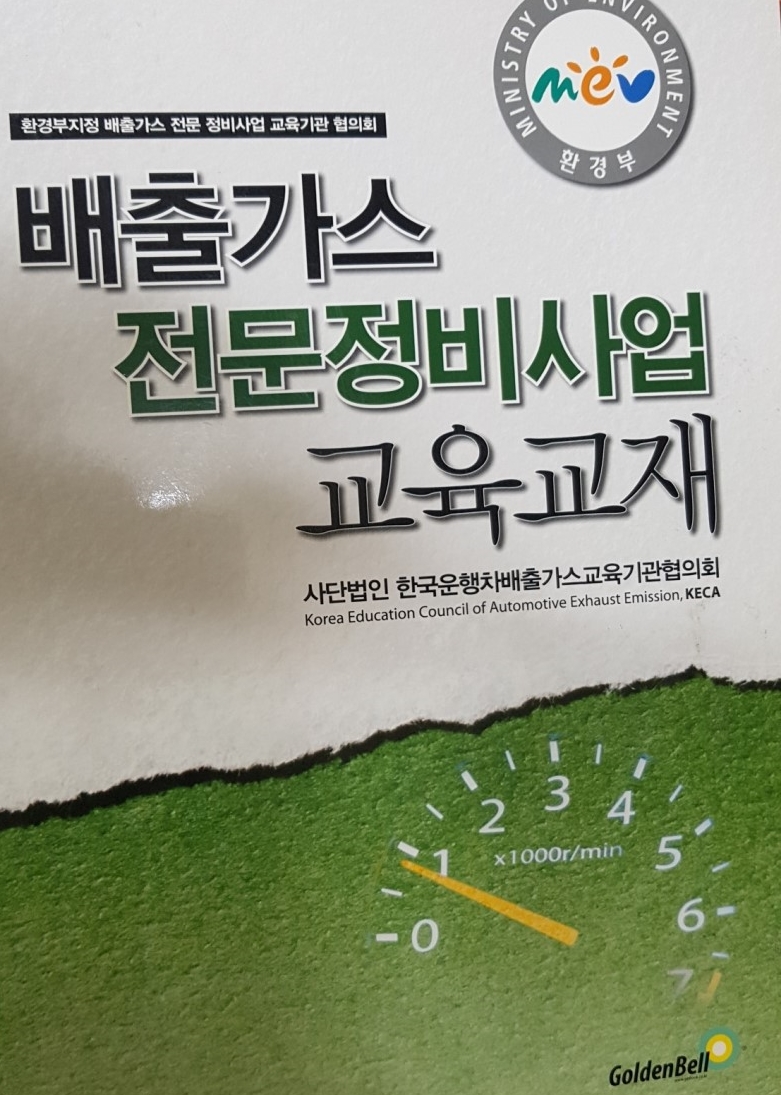 MINISTRY OF ENVIRONMENT
mev
환경부
환경부지정 배출가스 전문 정비사업 교육기관 협의회
배출가스
전문정비사업
교육교재
사단법인 한국운행차배출가스교육기관협의회
Korea Education Council of Automotive Exhaust Emission, KECA
3
2 4
1 x1000r/min 5
0 6
7
GoldenBell